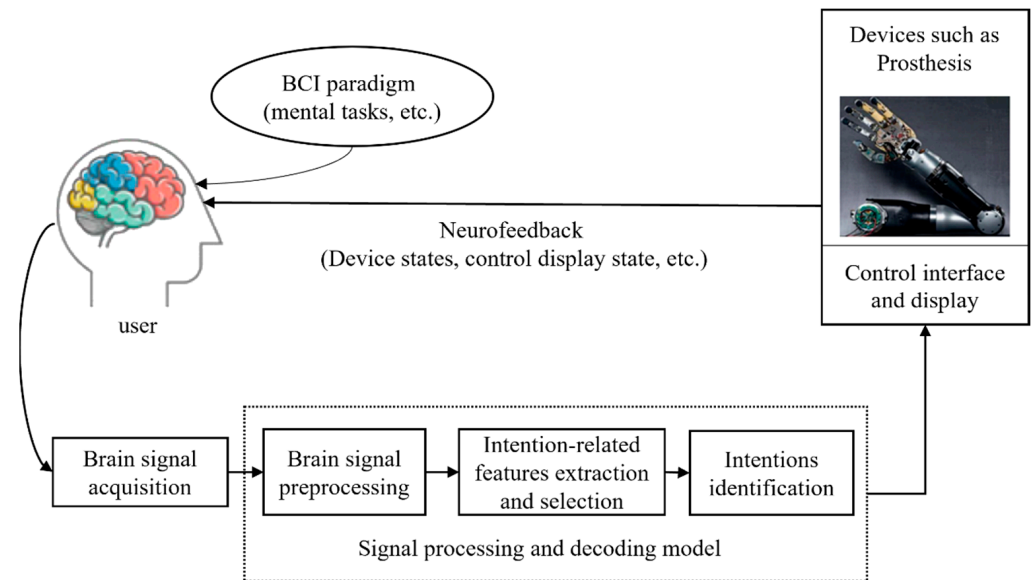 BCI paradigm
(mental tasks, etc.)
Devices such as
Prosthesis
Neurofeedback
(Device states, control display state, etc.)
Control interface
and display
user
Brain signal
acquisition
Brain signal
preprocessing
Intention-related
features extraction
and selection
Intentions
identification
Signal processing and decoding model